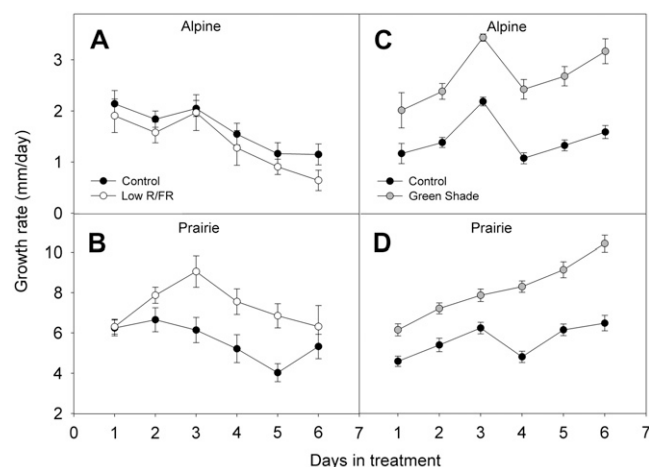 Alpine
A
3
2
1
0
Control
Low R/FR
Alpine
C
Control
Green Shade
Growth rate (mm/day)
Prairie
B
10
8
6
4
2
Prairie
D
0 1 2 3 4 5 6 7
0 1 2 3 4 5 6 7
Days in treatment